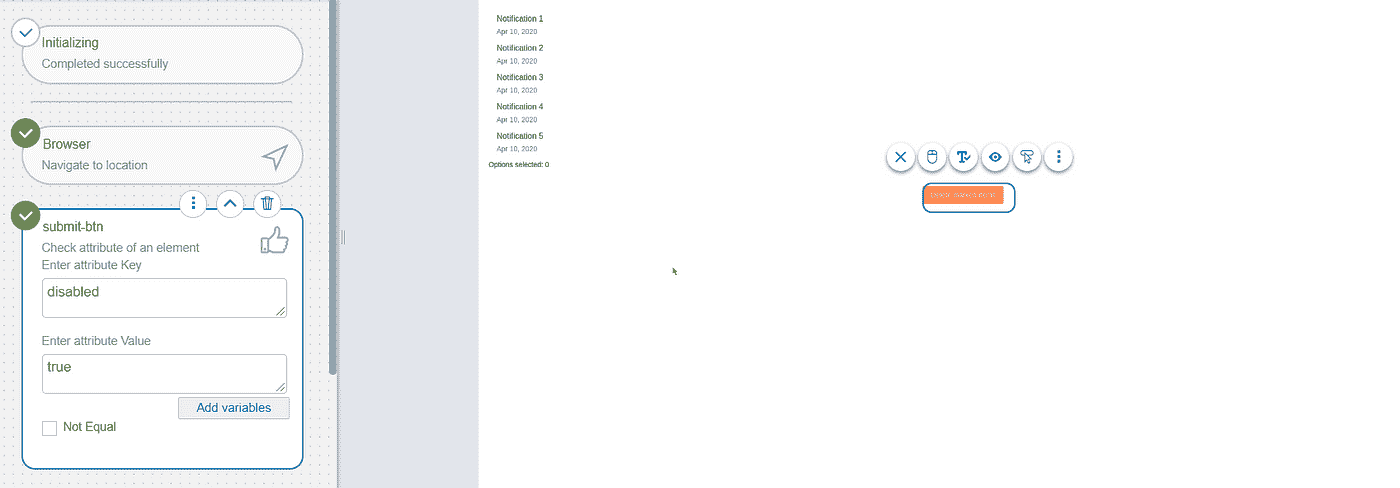 Initializing
Completed successfully
Browser
Navigate to location
submit-btn
Check attribute of an element
Enter attribute Key
disabled
Enter attribute Value
true
Add variables
Not Equal
Notification 1
Apr 10, 2020
Notification 2
Apr 10, 2020
Notification 3
Apr 10, 2020
Notification 4
Apr 10, 2020
Notification 5
Apr 10, 2020
Options selected: 0